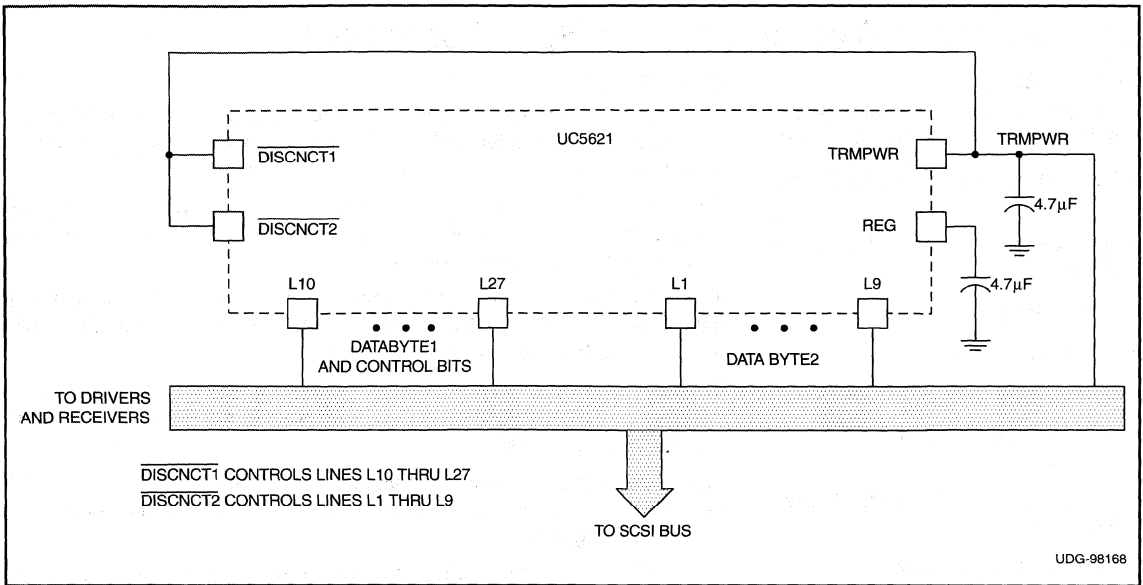 UC5621
DISCNCT1
TRMPWR
TRMPWR
4.7µF
DISCNCT2
REG
4.7µF
L10
L27
L1
L9
DATABYTE1
AND CONTROL BITS
DATA BYTE2
TO DRIVERS
AND RECEIVERS
DISCNCT1 CONTROLS LINES L10 THRU L27
DISCNCT2 CONTROLS LINES L1 THRU L9
TO SCSI BUS
UDG-98168